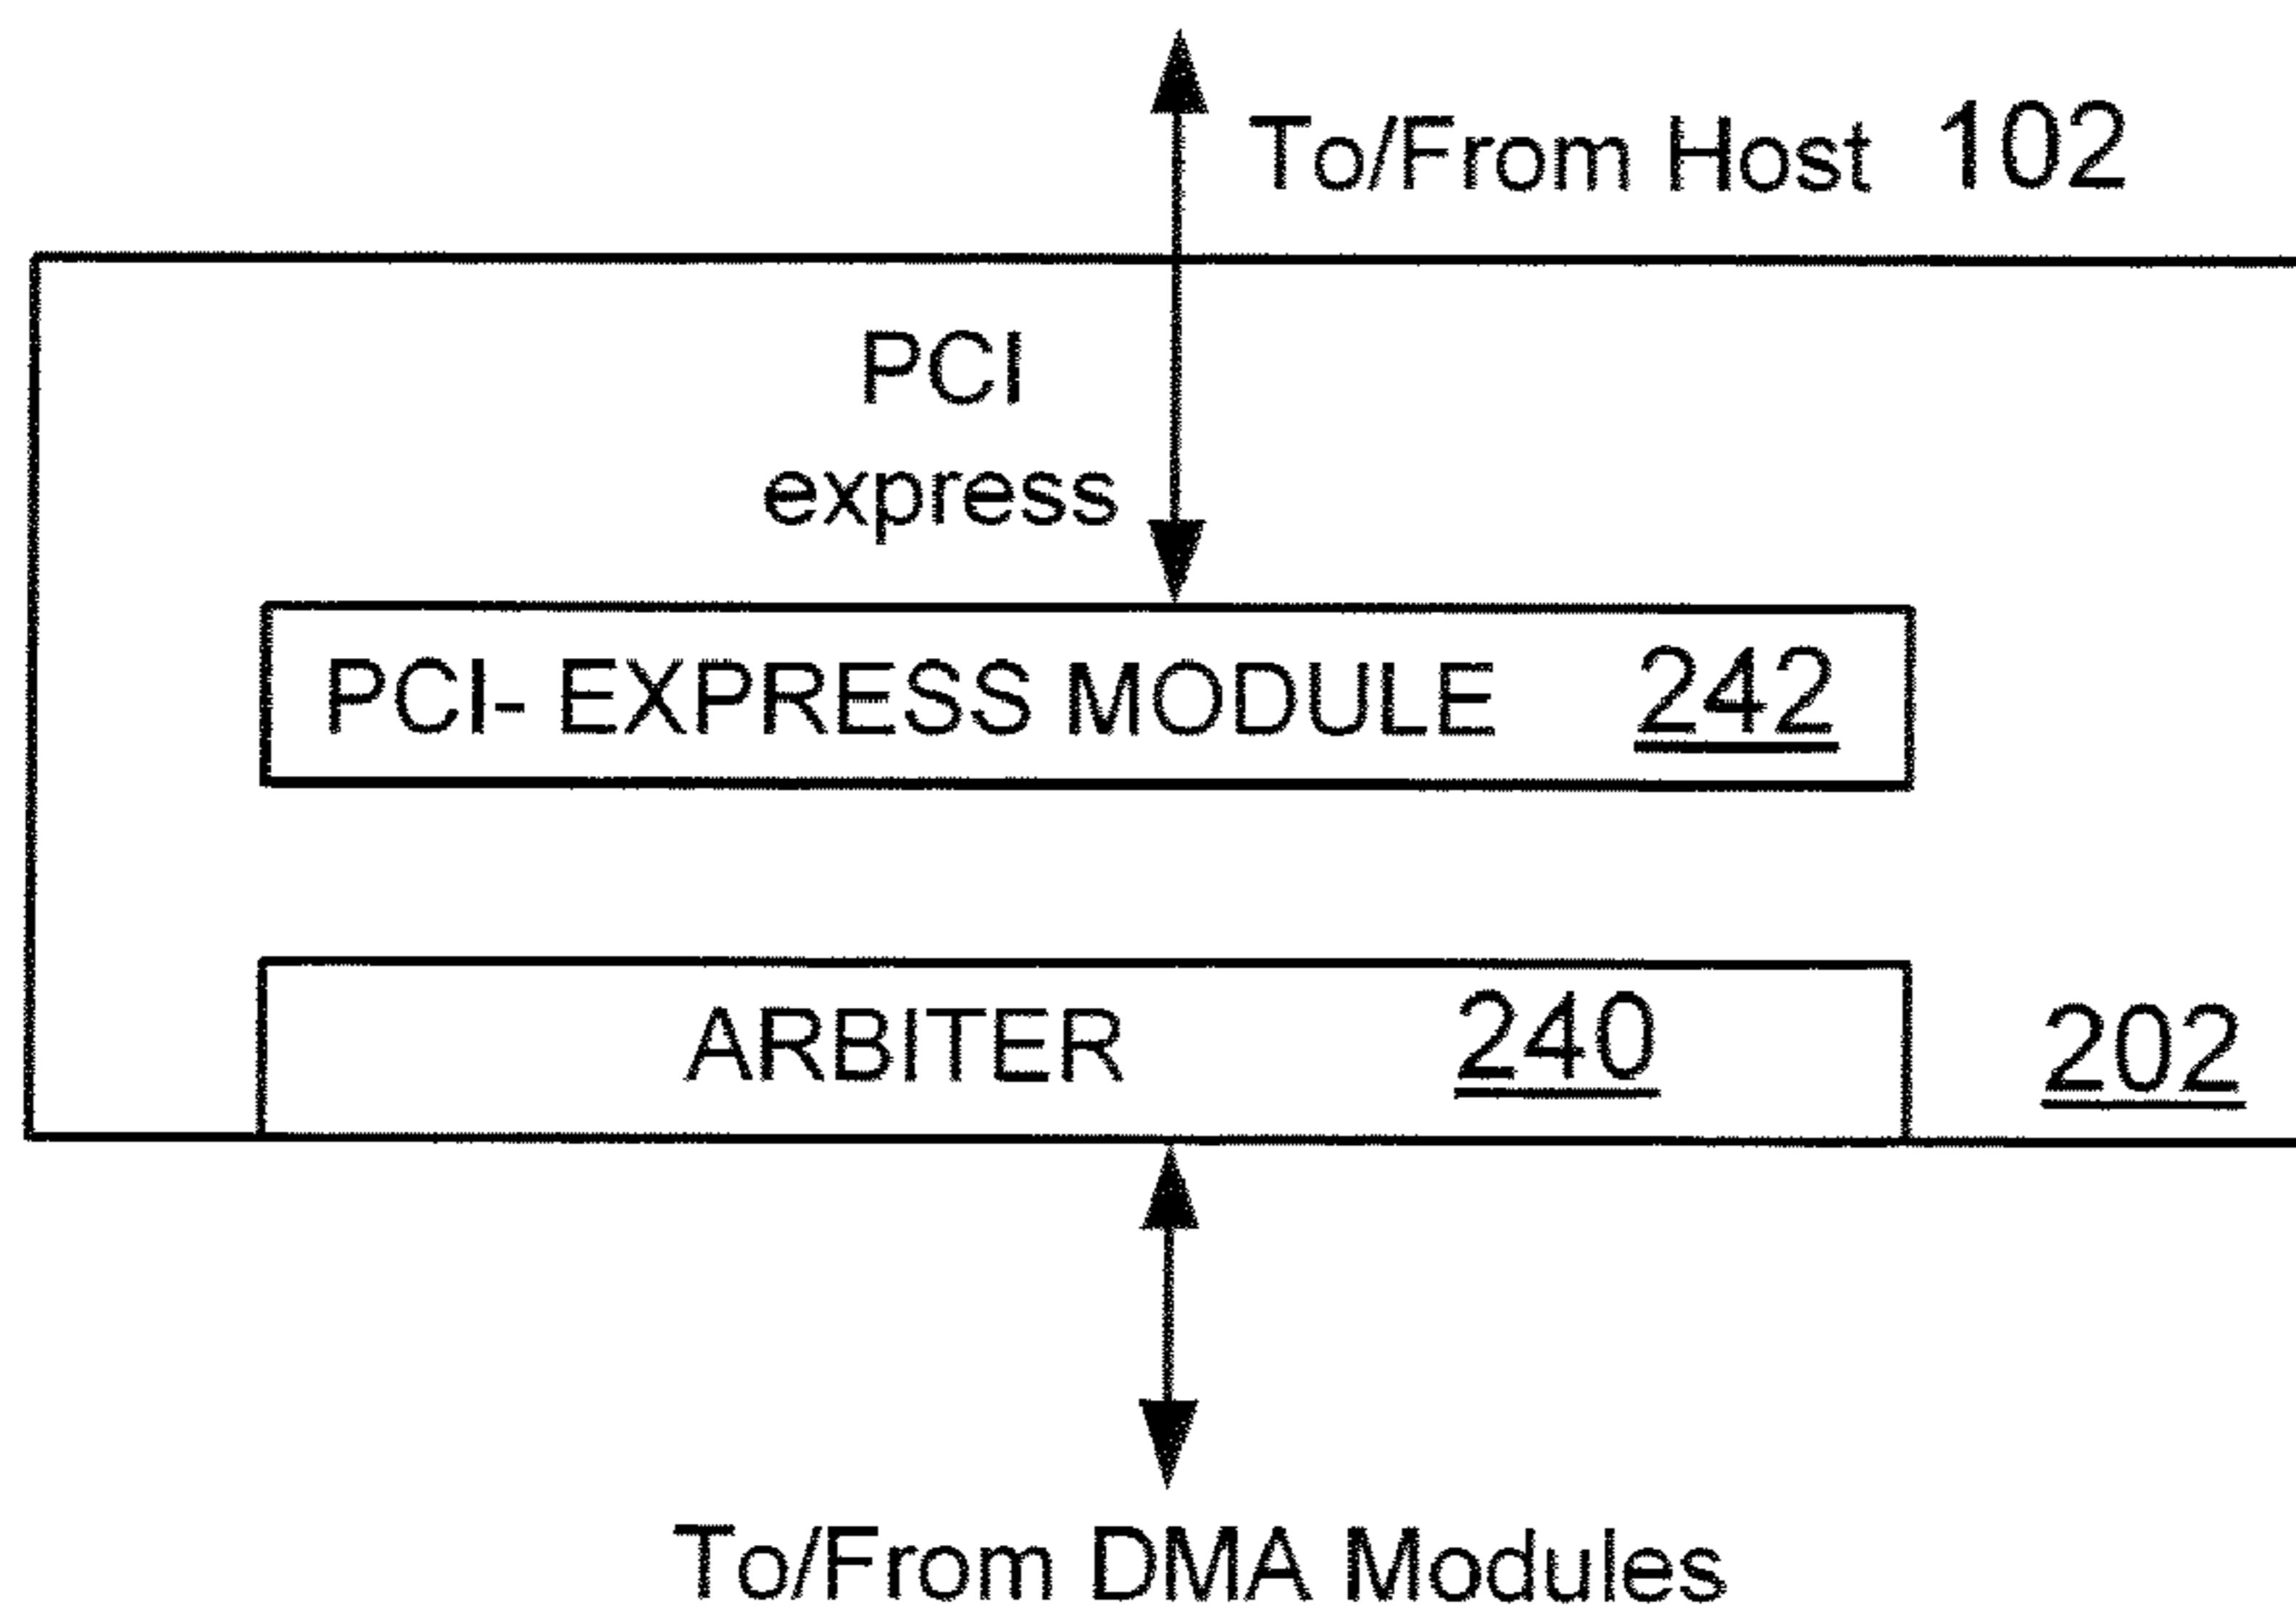 To/From Host 102
PCI
express
PCI- EXPRESS MODULE 242
ARBITER 240
202
To/From DMA Modules